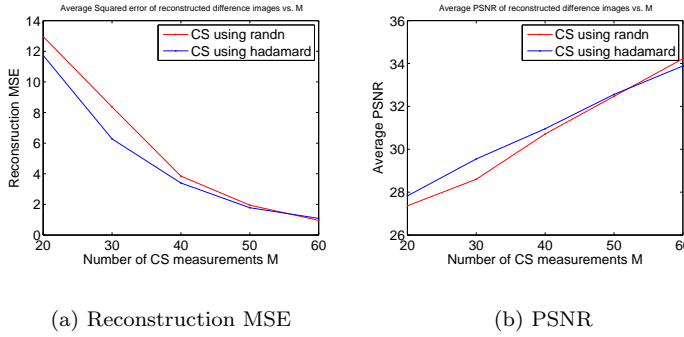 Average Squared error of reconstructed difference images vs. M
14
12
10
8
6
4
2
0
20
30
40
50
60
Reconsruction MSE
Number of CS measurements M
CS using randn
CS using hadamard
(a) Reconstruction MSE
Average PSNR of reconstructed difference images vs. M
36
34
32
30
28
26
20
30
40
50
60
Average PSNR
Number of CS measurements M
CS using randn
CS using hadamard
(b) PSNR